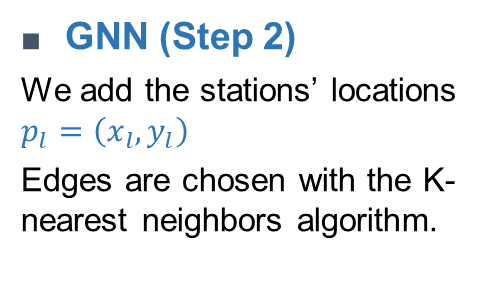 ■ GNN (Step 2)
We add the stations’ locations
𝑝𝑙 = (𝑥𝑙, 𝑦𝑙)
Edges are chosen with the K-
nearest neighbors algorithm.